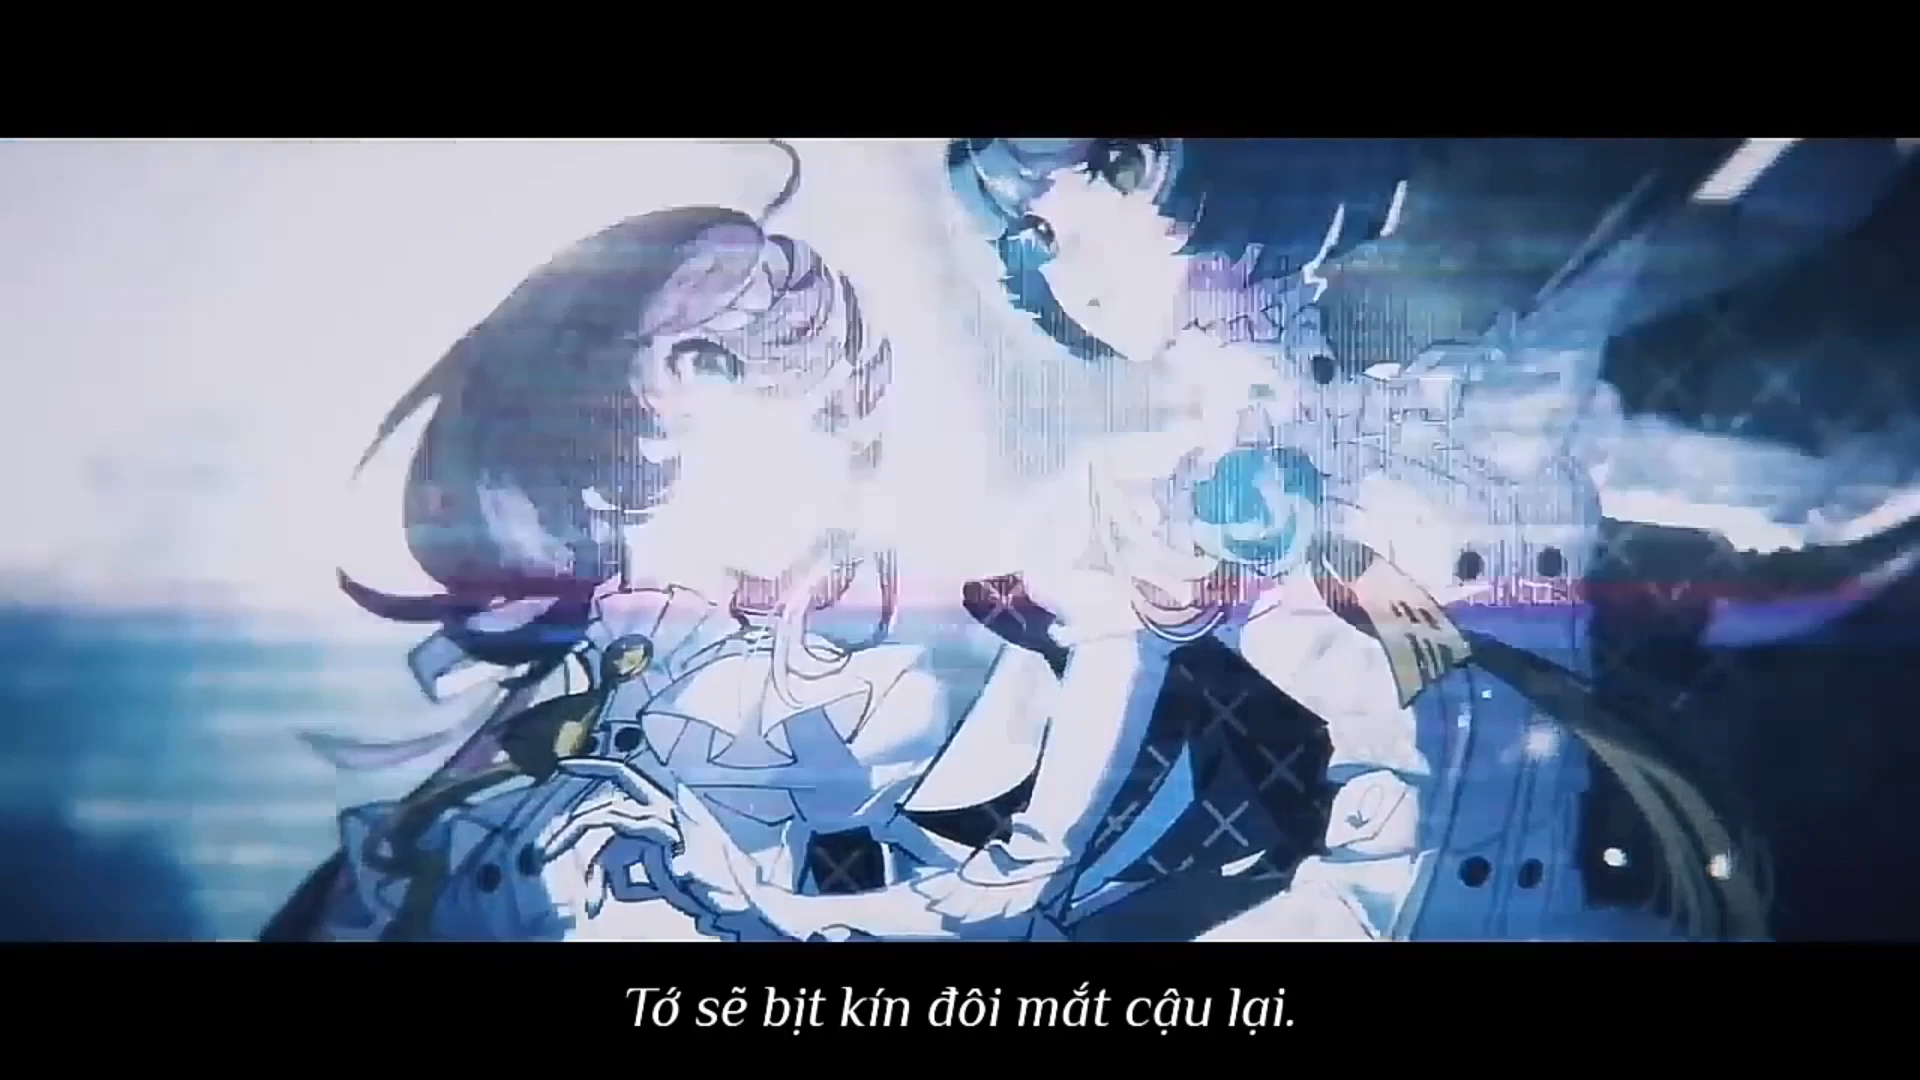 Tớ sẽ bịt kín đôi mắt cậu lại.